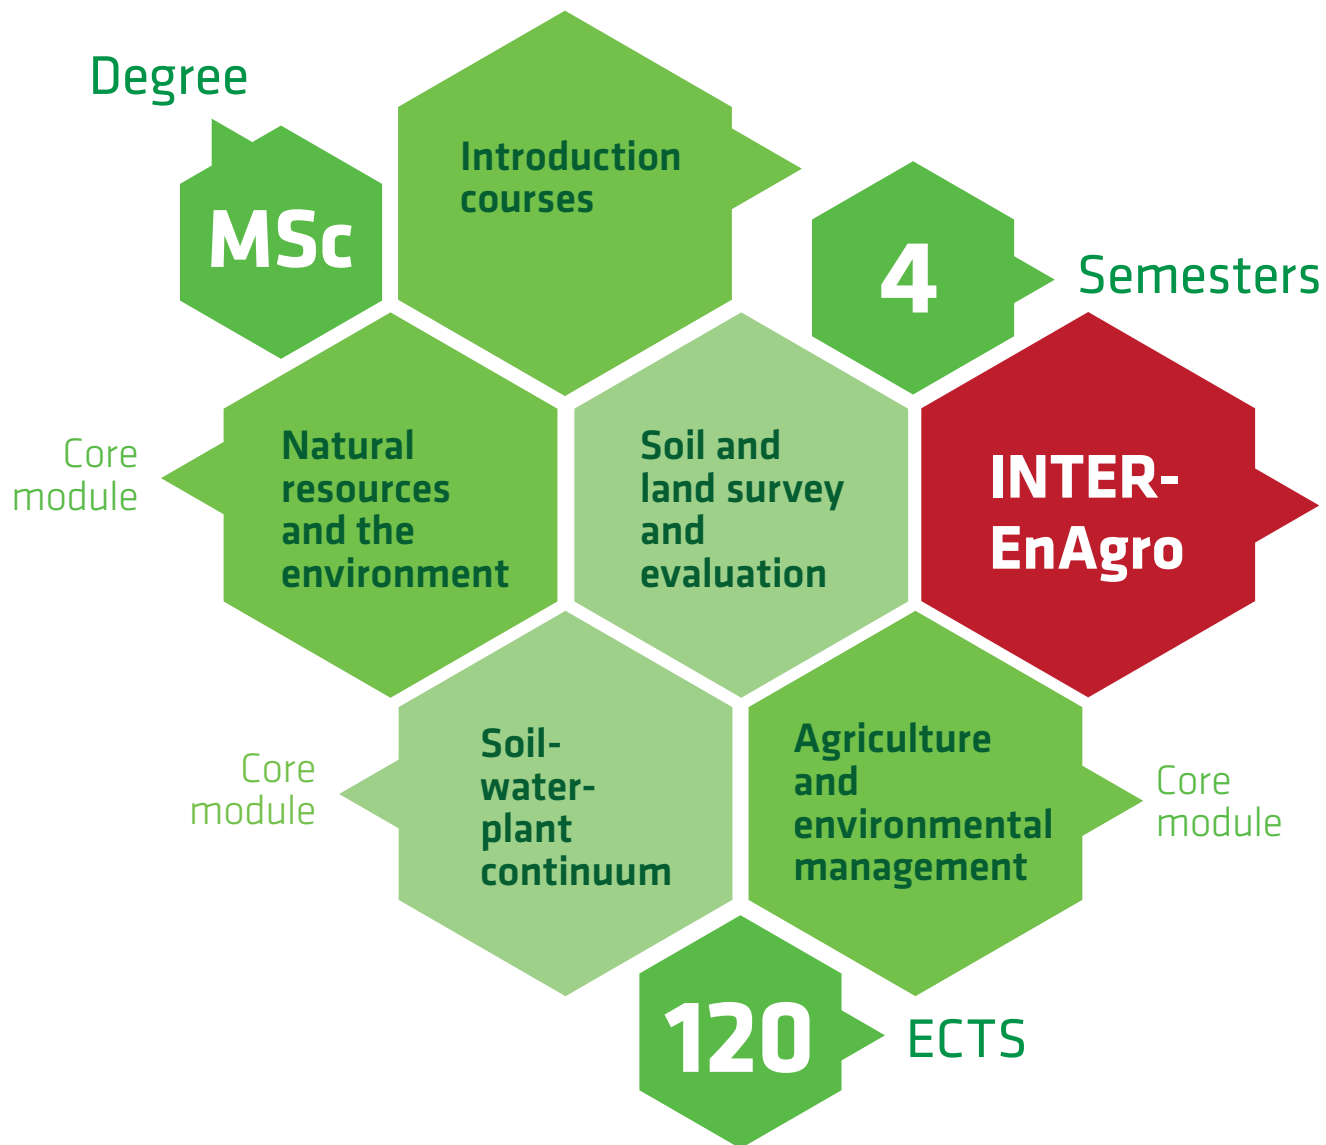 Degree
MSc
Introduction
courses
4
Semesters
Core
module
Natural
resources
and the
environment
Soil and
land survey
and
evaluation
INTER-
EnAgro
Core
module
Soil-
water-
plant
continuum
Agriculture
and
environmental
management
Core
module
120
ECTS